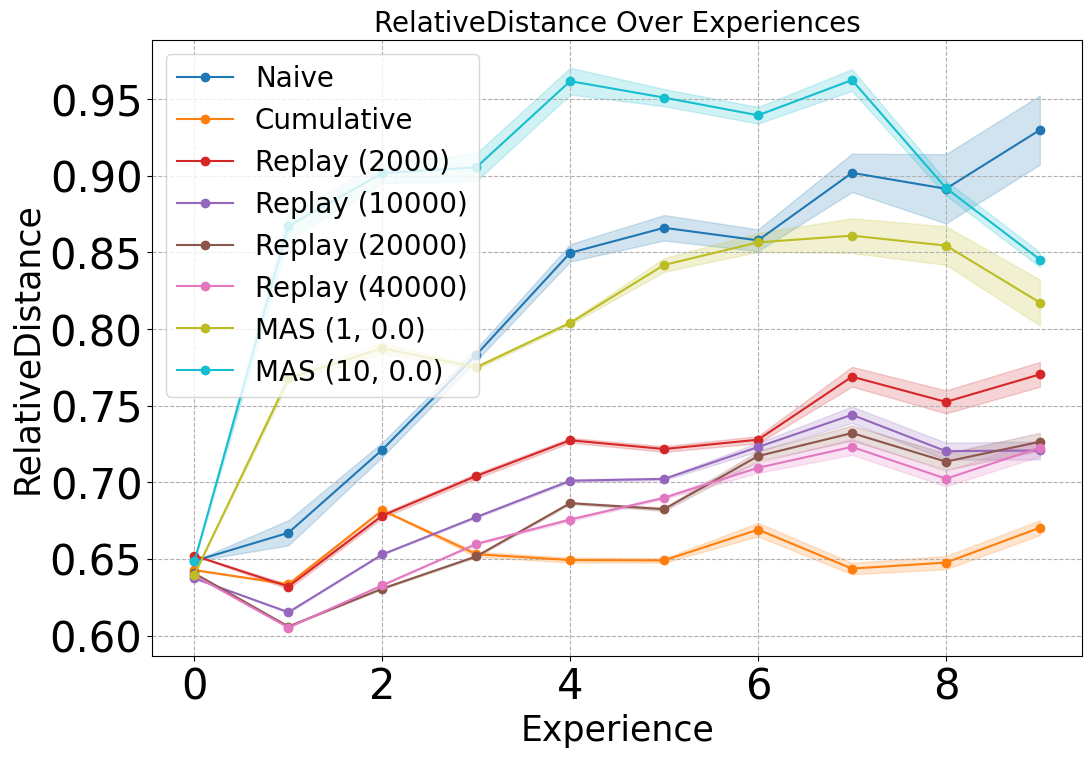 RelativeDistance Over Experiences
RelativeDistance
0.95
0.90
0.85
0.80
0.75
0.70
0.65
0.60
Naive
Cumulative
Replay (2000)
Replay (10000)
Replay (20000)
Replay (40000)
MAS (1, 0.0)
MAS (10, 0.0)
0 2 4 6 8
Experience